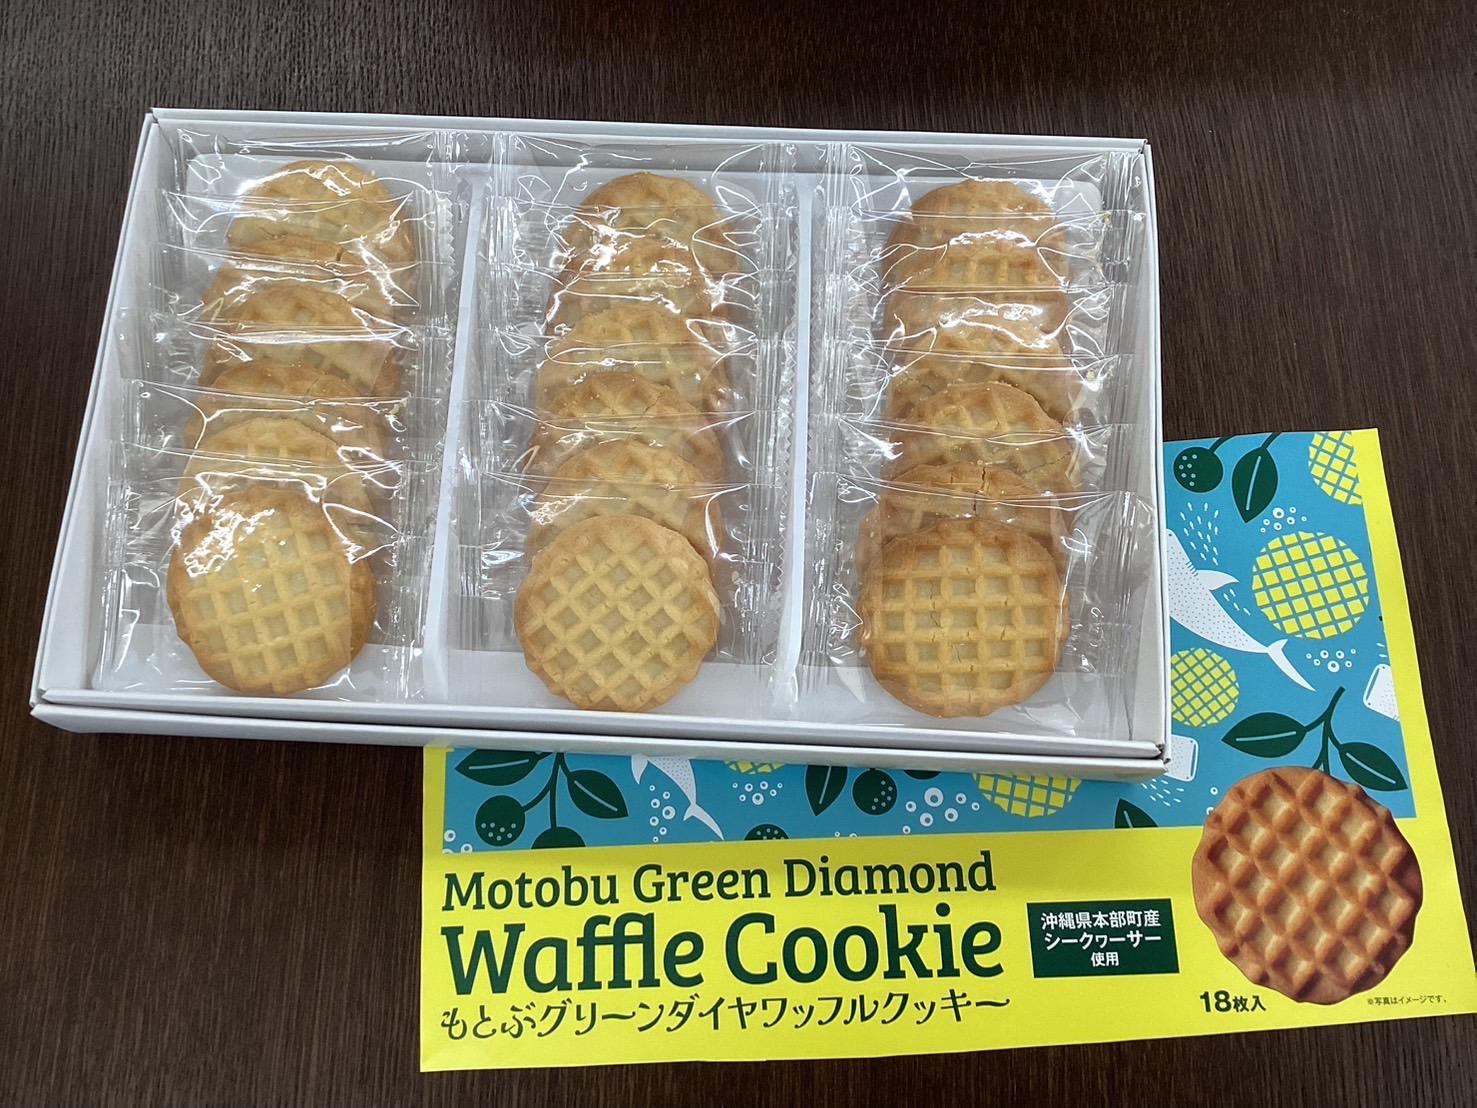 Motobu Green Diamond
Waffle Cookie
もとぶグリーンダイヤワッフルクッキー
沖縄県本部町産
シークヮーサー
使用
18枚入
※写真はイメージです。